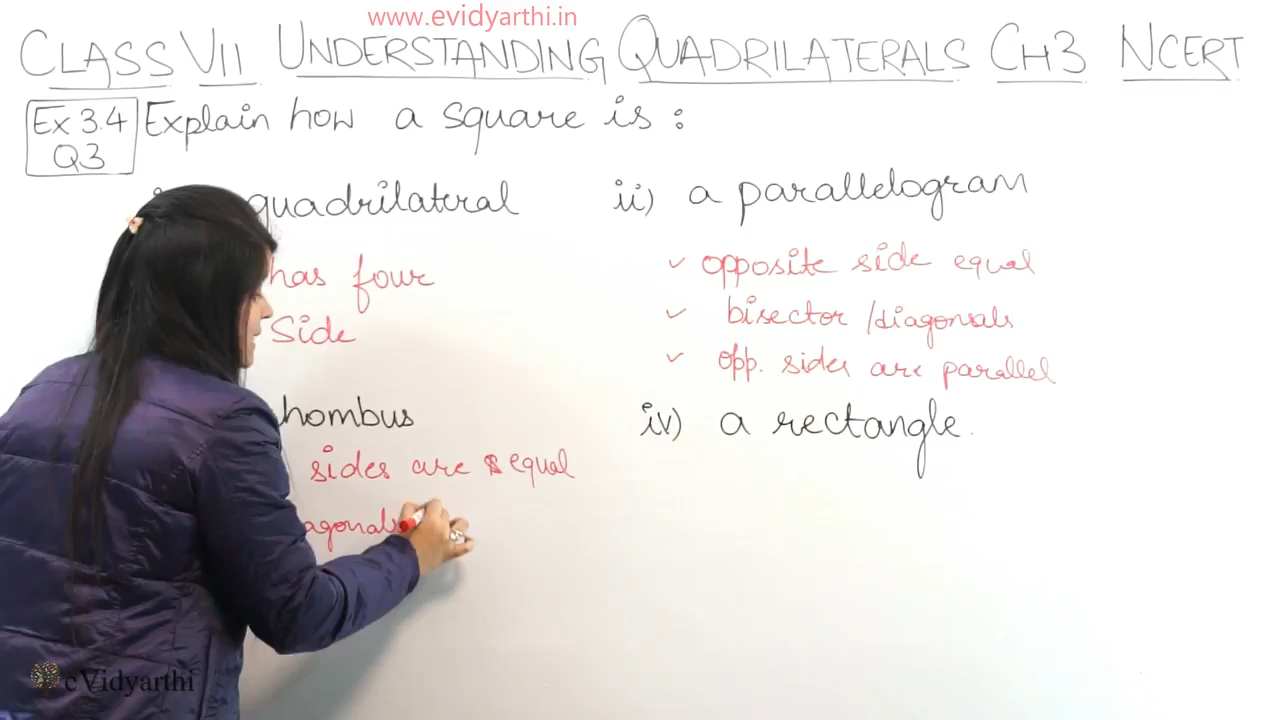 www.evidyarthi.in
CLASS VII UNDERSTANDING QUADRILATERALS CH3 NCERT
Ex 3.4
Q3
Explain how a square is :
quadrilateral
ii) a parallelogram
has four
Side
✓ opposite side equal
✓ bisector /diagonals
✓ opp. sides are parallel
hombus
sides are equal
agonals
iv) a rectangle.
eVidyarthi